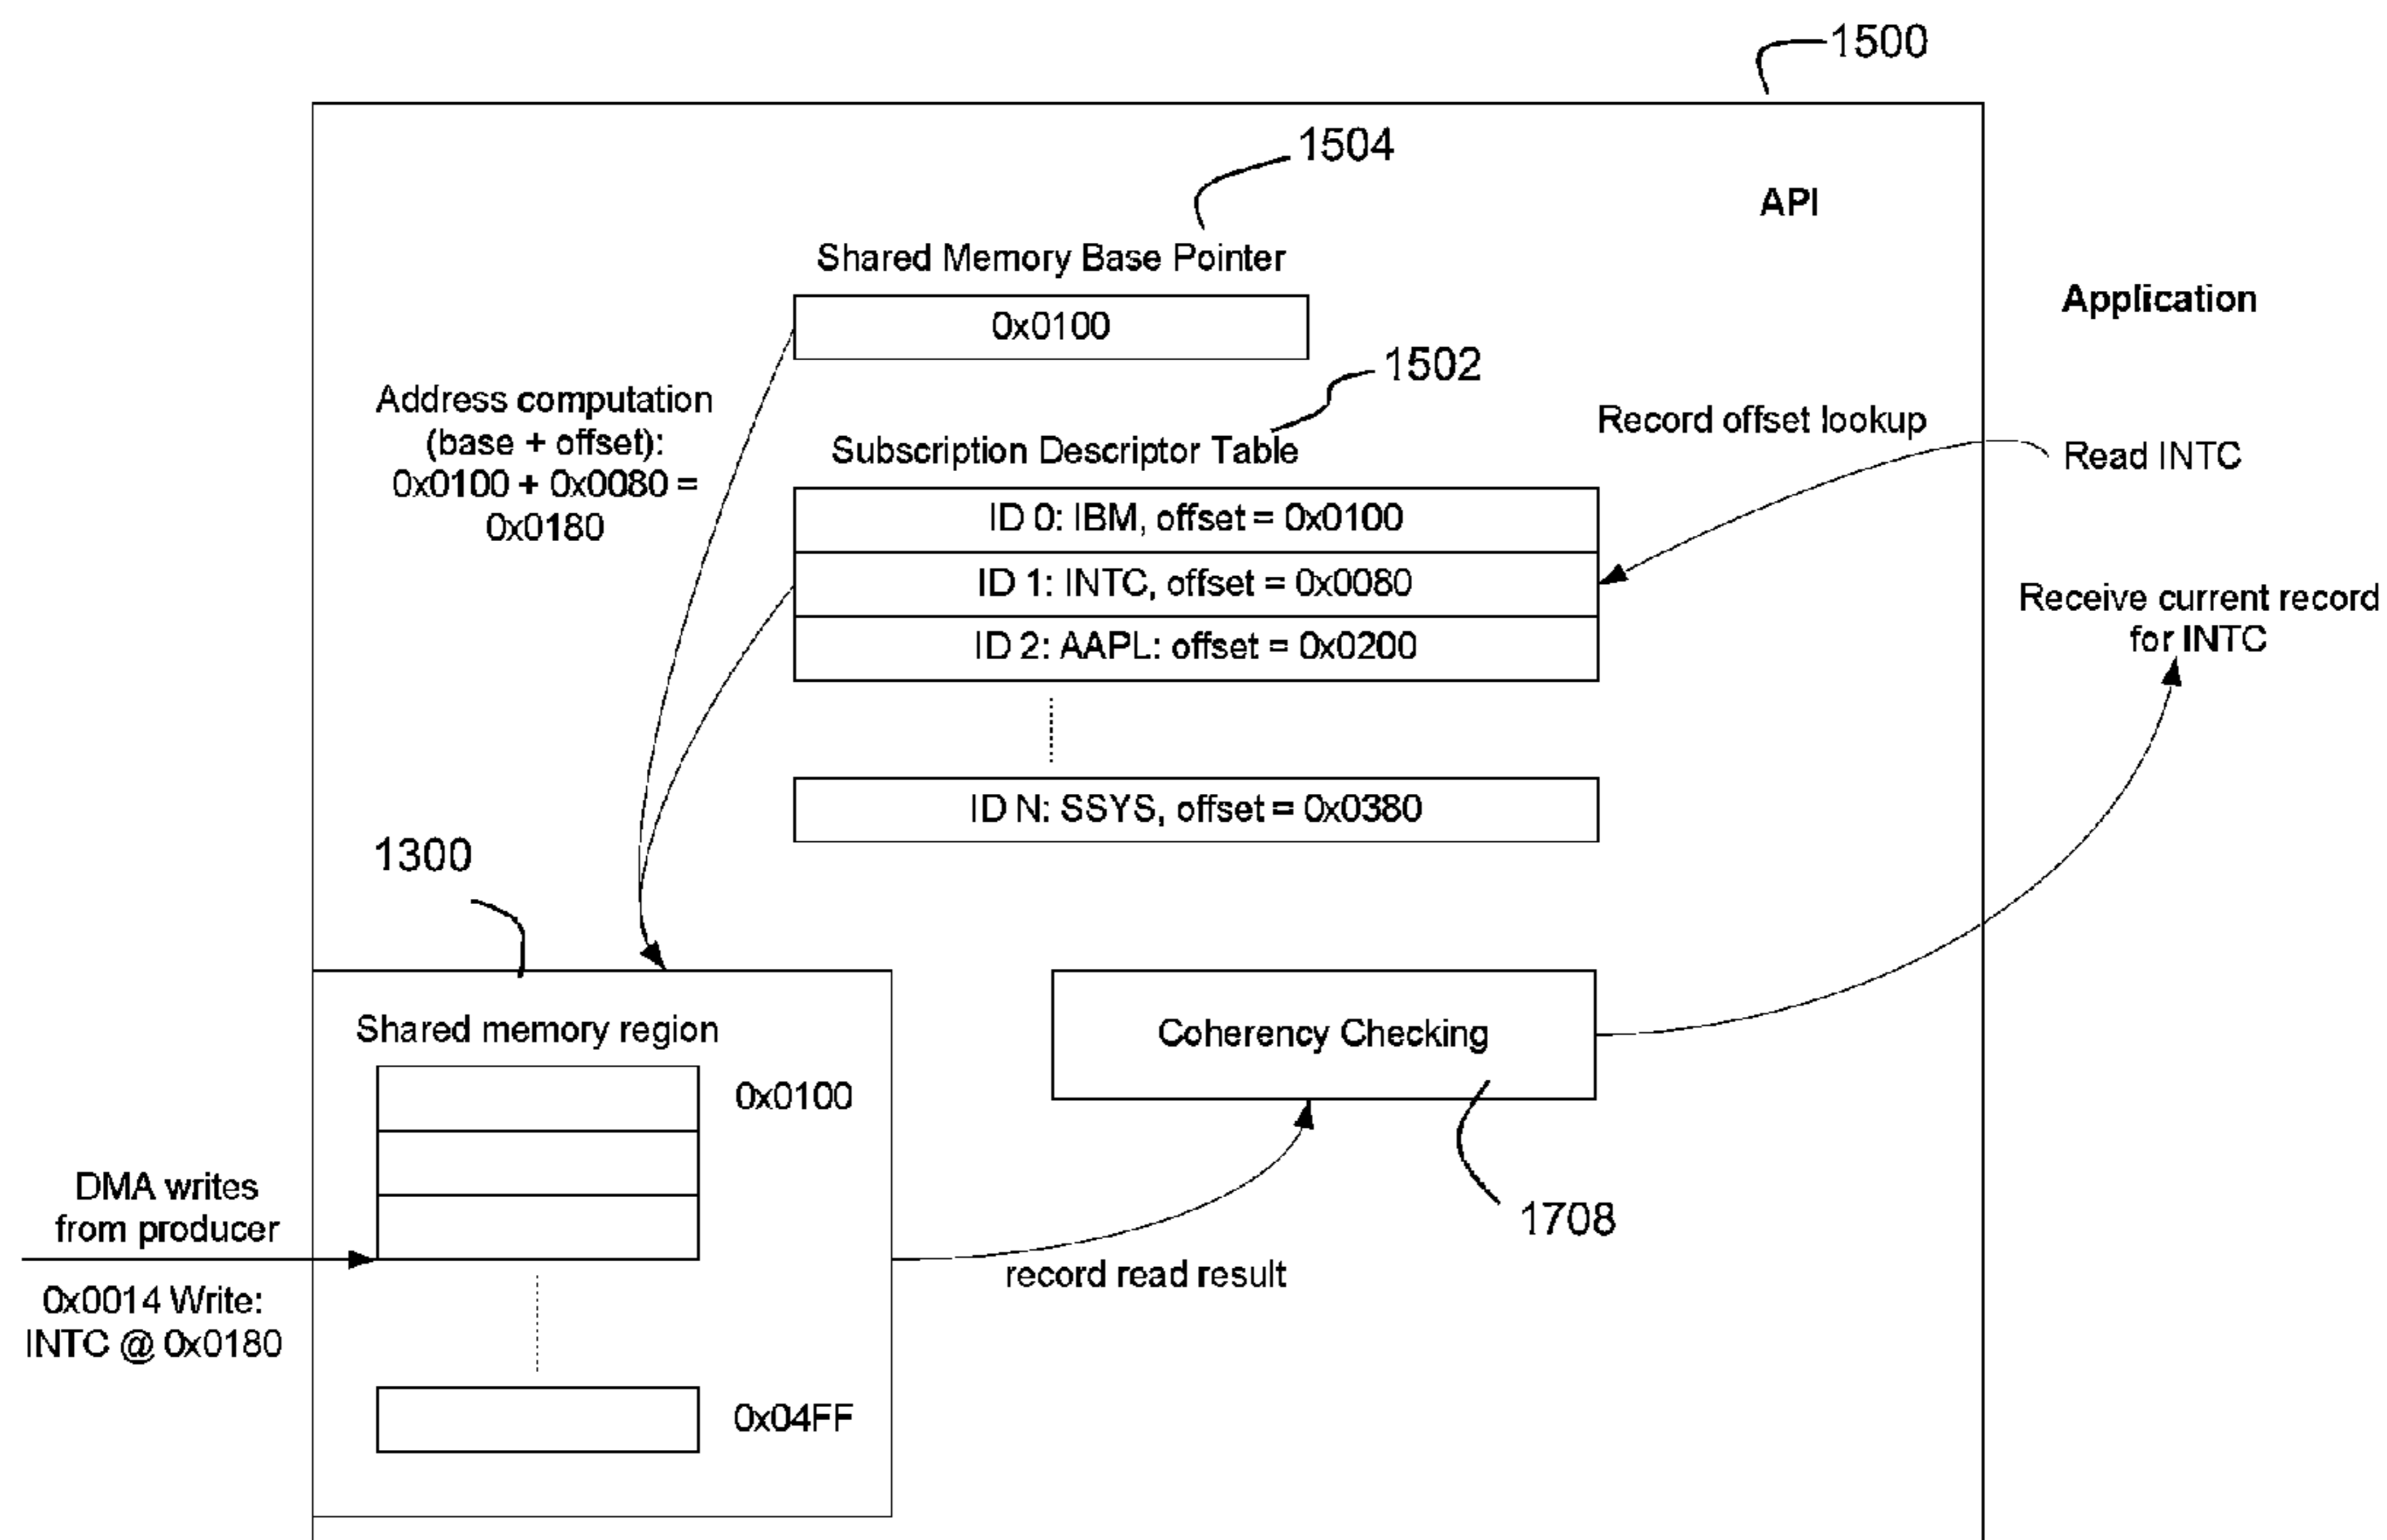 1500
1504
API
Shared Memory Base Pointer
0x0100
Application
1502
Address computation
(base + offset):
0x0100 + 0x0080 =
0x0180
Record offset lookup
Subscription Descriptor Table
Read INTC
ID 0: IBM, offset = 0x0100
ID 1: INTC, offset = 0x0080
ID 2: AAPL: offset = 0x0200
Receive current record
for INTC
ID N: SSYS, offset = 0x0380
1300
Shared memory region
Coherency Checking
0x0100
DMA writes
from producer
1708
record read result
0x0014 Write:
INTC @ 0x0180
0x04FF